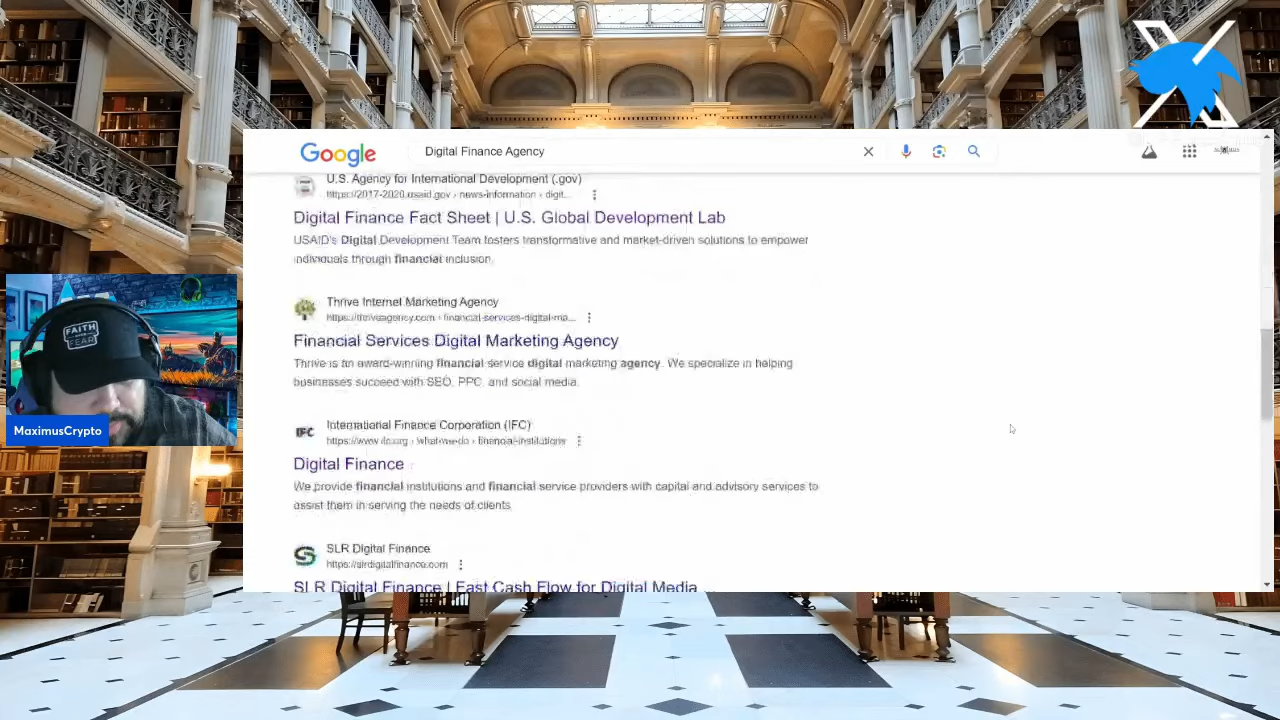 Google
Digital Finance Agency
U.S. Agency for International Development (.gov)
https://2017-2020.usaid.gov › news-information › digit...
Digital Finance Fact Sheet | U.S. Global Development Lab
USAID's Digital Development Team fosters transformative and market-driven solutions to empower
individuals through financial inclusion.
Thrive Internet Marketing Agency
https://thriveagency.com › financial-services-digital-ma...
Financial Services Digital Marketing Agency
Thrive is an award-winning financial service digital marketing agency. We specialize in helping
businesses succeed with SEO, PPC, and social media.
IFC
International Finance Corporation (IFC)
https://www.ifc.org › what-we-do › financial-institutions
Digital Finance
We provide financial institutions and financial service providers with capital and advisory services to
assist them in serving the needs of clients.
SLR Digital Finance
https://slrdigitalfinance.com
SLR Digital Finance | Fast Cash Flow for Digital Media
FAITH
FEAR
MaximusCrypto